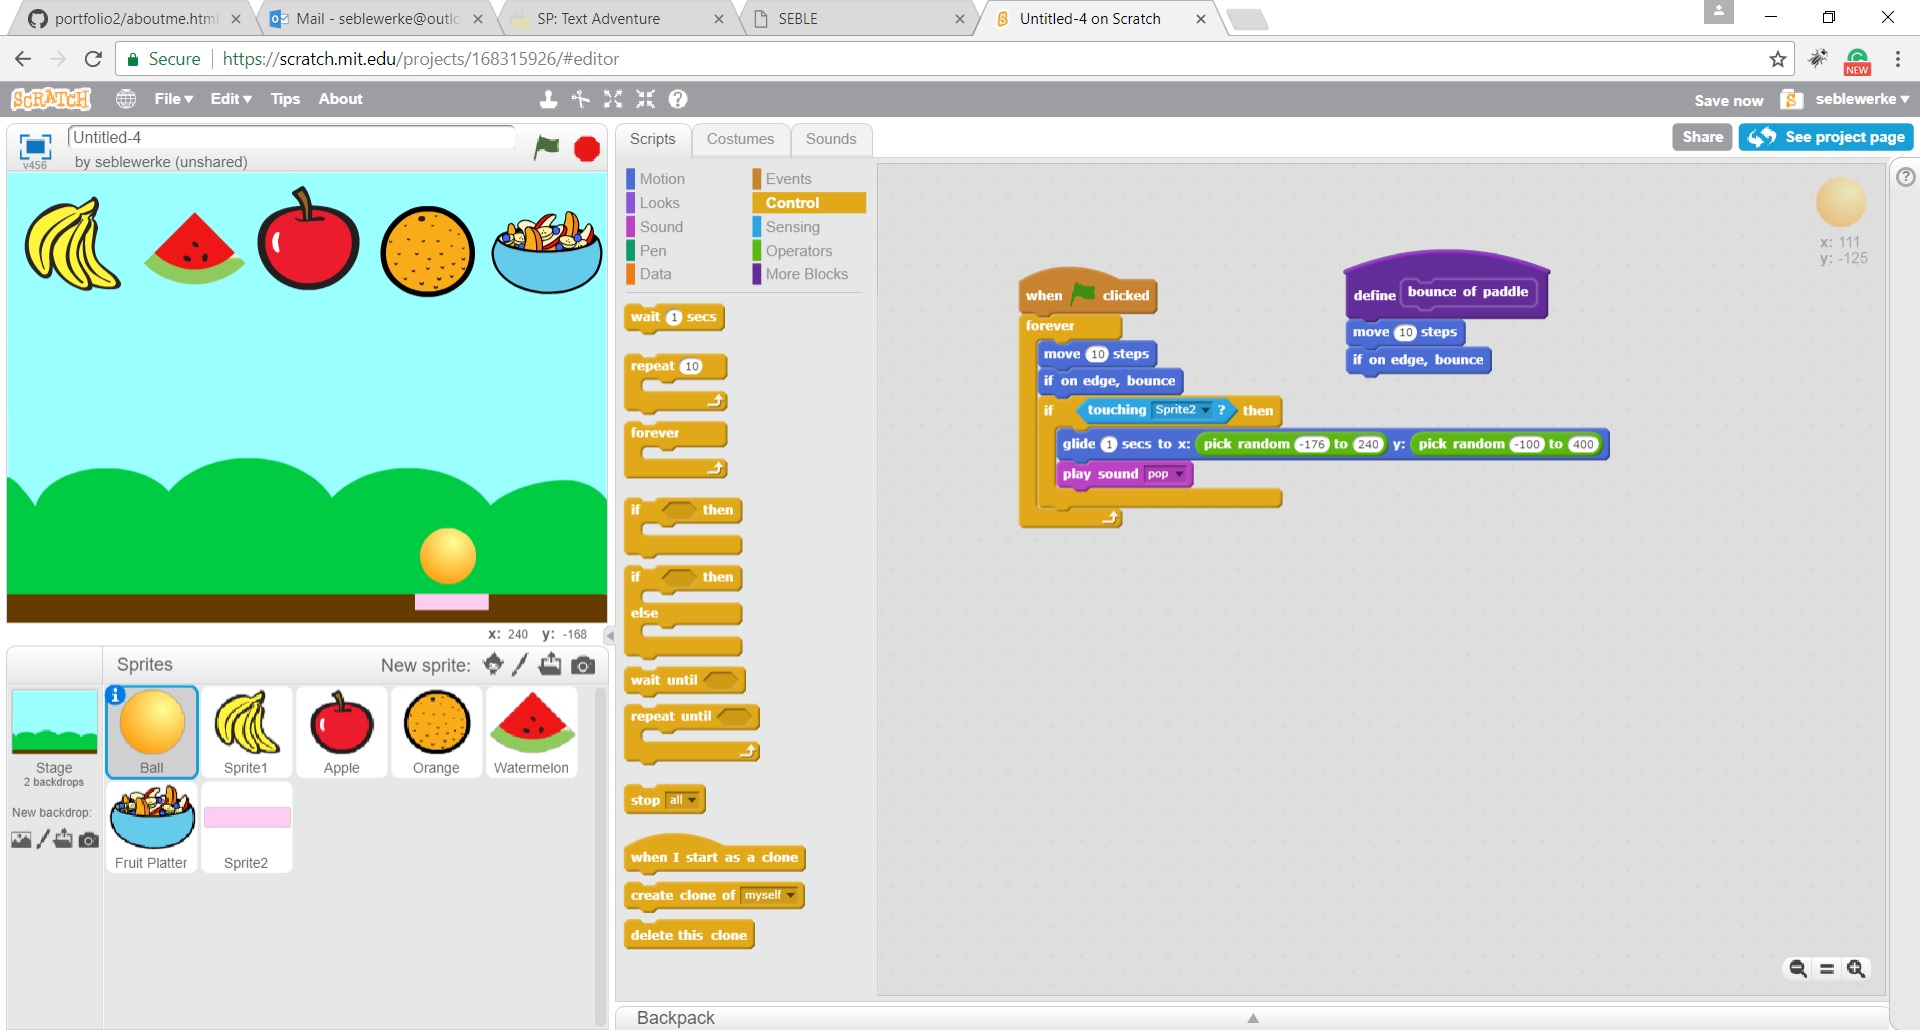 portfolio2/aboutme.html
Mail - seblewerke@outlo
SP: Text Adventure
SEBLE
Untitled-4 on Scratch
Secure
https://scratch.mit.edu/projects/168315926/#editor
NEW
SCRATCH
File▼
Edit▼
Tips
About
Save now
seblewerke ▼
v456
Untitled-4
by seblewerke (unshared)
Scripts
Costumes
Sounds
Share
See project page
Motion
Events
Looks
Control
Sound
Sensing
Pen
Operators
Data
More Blocks
wait 1 secs
repeat 10
forever
if then
if then
else
wait until
repeat until
stop all
when I start as a clone
create clone of myself
delete this clone
when clicked
forever
move 10 steps
if on edge, bounce
if touching Sprite2 ? then
glide 1 secs to x: pick random -176 to 240 y: pick random -100 to 400
play sound pop
define bounce of paddle
move 10 steps
if on edge, bounce
x: 111
y: -125
x: 240 y: -168
Sprites
New sprite:
Stage
2 backdrops
New backdrop:
Ball
Sprite1
Apple
Orange
Watermelon
Fruit Platter
Sprite2
Backpack